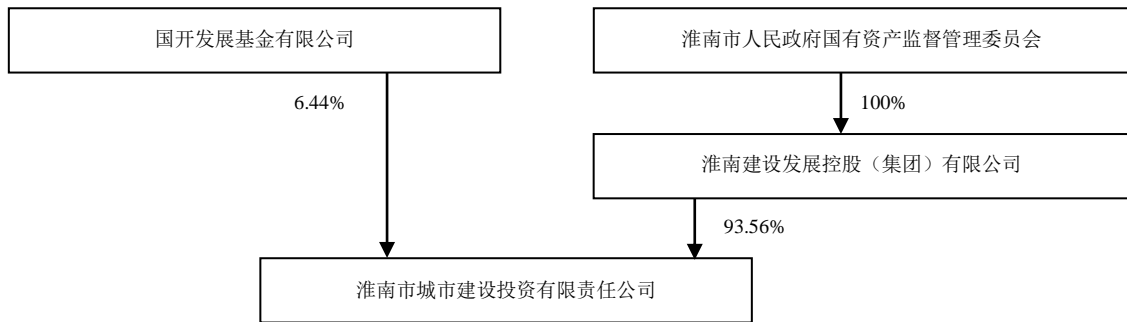 国开发展基金有限公司
淮南市人民政府国有资产监督管理委员会
6.44%
100%
淮南建设发展控股（集团）有限公司
93.56%
淮南市城市建设投资有限责任公司